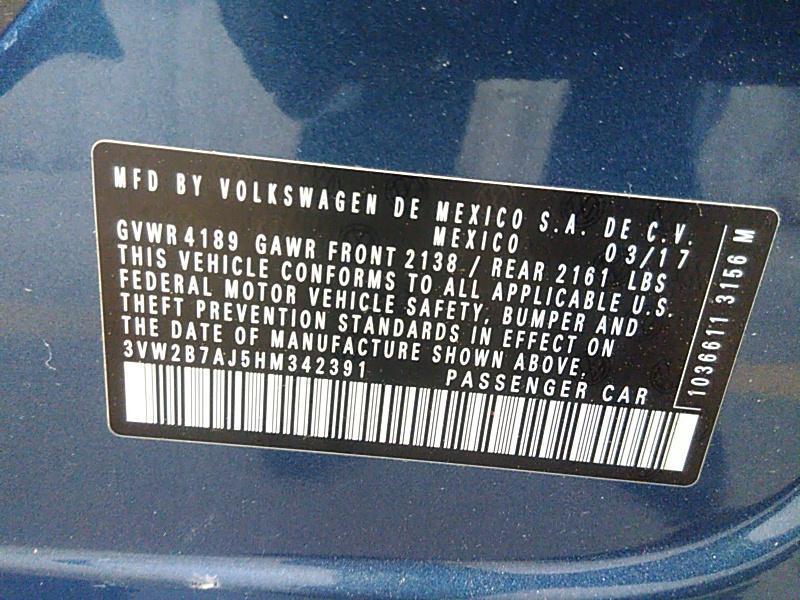 MFD BY VOLKSWAGEN DE MEXICO S.A. DE C.V.
MEXICO 03/17
GVWR 4189 GAWR FRONT 2138 / REAR 2161 LBS
THIS VEHICLE CONFORMS TO ALL APPLICABLE U.S.
FEDERAL MOTOR VEHICLE SAFETY, BUMPER AND
THEFT PREVENTION STANDARDS IN EFFECT ON
THE DATE OF MANUFACTURE SHOWN ABOVE.
3VW2B7AJ5HM342391 PASSENGER CAR
1036611 3156 M